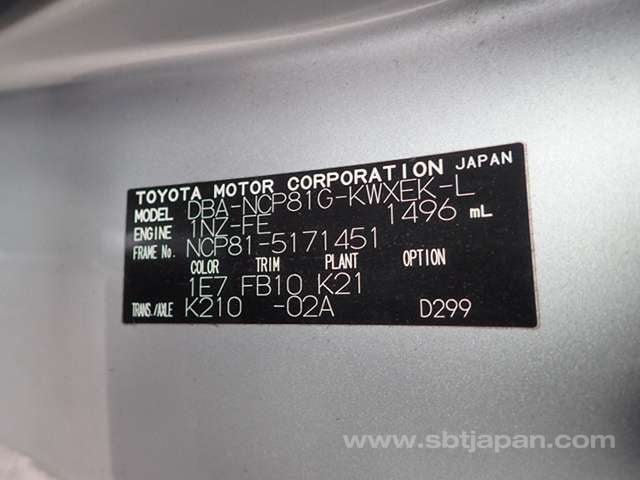 TOYOTA MOTOR CORPORATION JAPAN
MODEL DBA-NCP81G-KWXEK-L
ENGINE 1NZ-FE 1496 mL
FRAME No. NCP81-5171451
COLOR TRIM PLANT OPTION
1E7 FB10 K21
TRANS./AXLE K210 -02A D299
www.sbtjapan.com